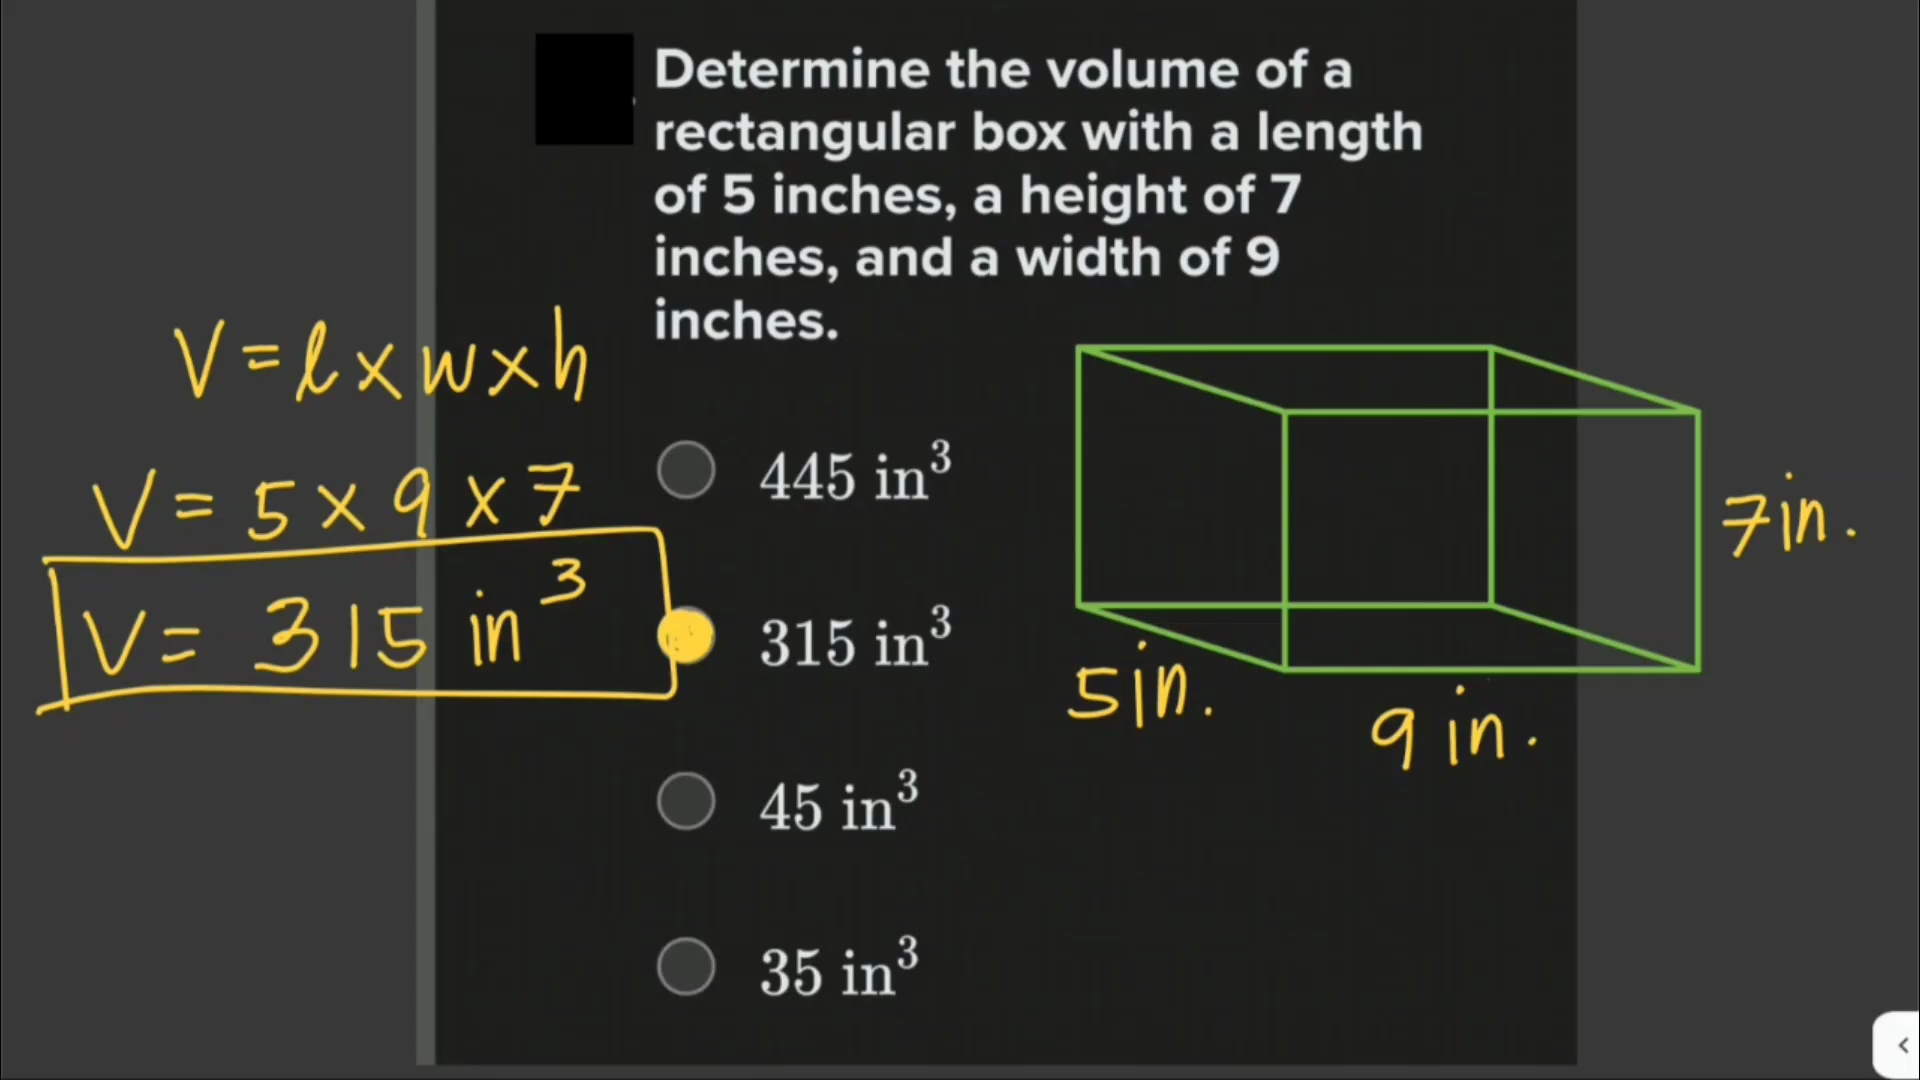 Determine the volume of a
rectangular box with a length
of 5 inches, a height of 7
inches, and a width of 9
inches.
V = l x w x h
V = 5 x 9 x 7
V = 315 in³
445 in³
315 in³
45 in³
35 in³
7in.
5in.
9 in.